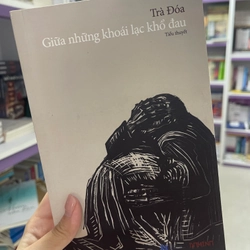 Trà Đóa
Giữa những khoái lạc khổ đau
Tiểu thuyết